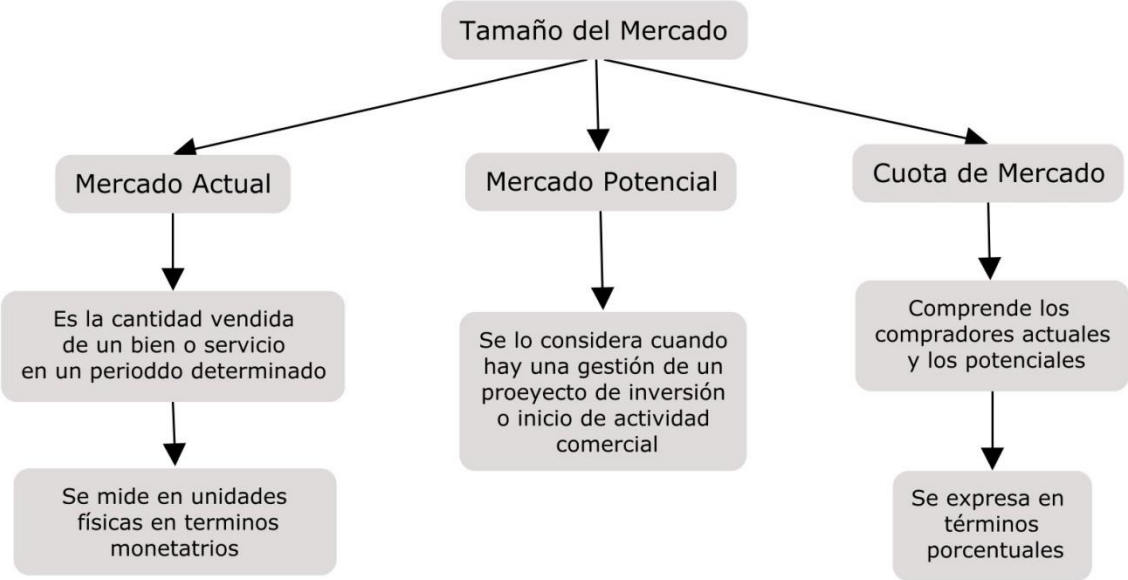 Tamaño del Mercado
Mercado Actual
Mercado Potencial
Cuota de Mercado
Es la cantidad vendida
de un bien o servicio
en un perioddo determinado
Se lo considera cuando
hay una gestión de un
proeyecto de inversión
o inicio de actividad
comercial
Comprende los
compradores actuales
y los potenciales
Se mide en unidades
físicas en terminos
monetatrios
Se expresa en
términos
porcentuales